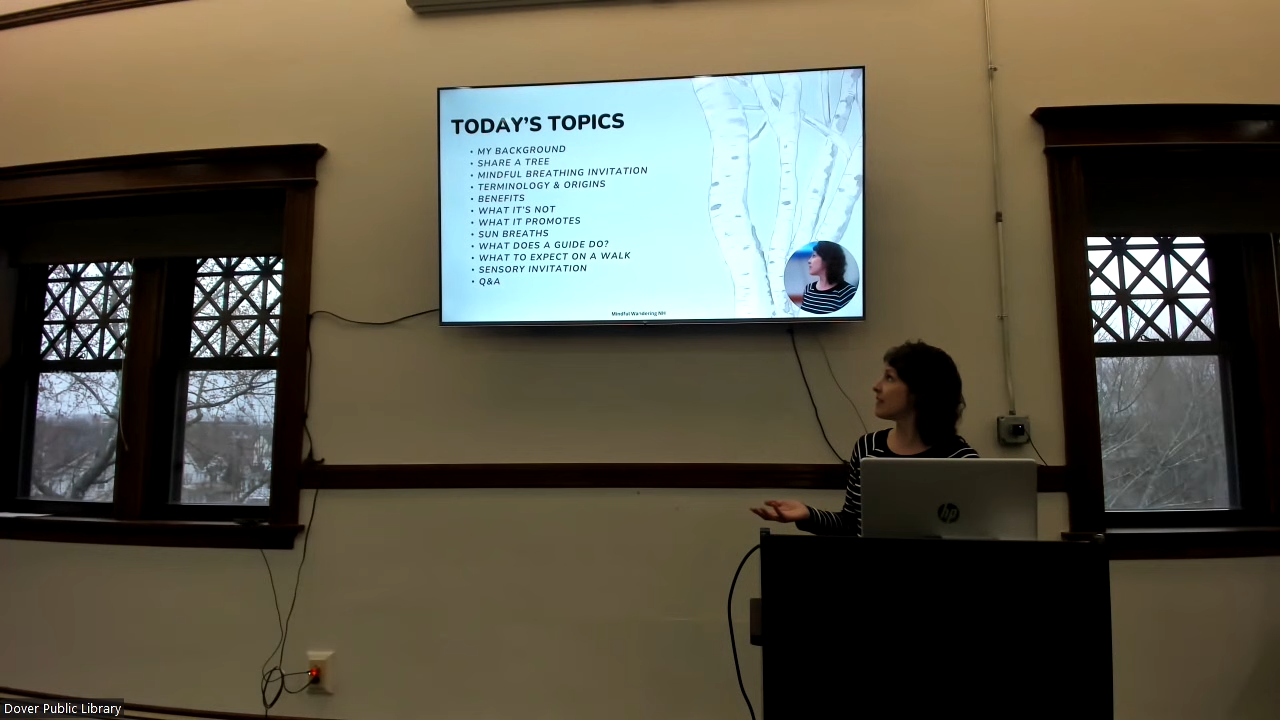 TODAY'S TOPICS
• MY BACKGROUND
• SHARE A TREE
• MINDFUL BREATHING INVITATION
• TERMINOLOGY & ORIGINS
• BENEFITS
• WHAT IT'S NOT
• WHAT IT PROMOTES
• SUN BREATHS
• WHAT DOES A GUIDE DO?
• WHAT TO EXPECT ON A WALK
• SENSORY INVITATION
• Q&A
Mindful Wandering NH
hp
Dover Public Library